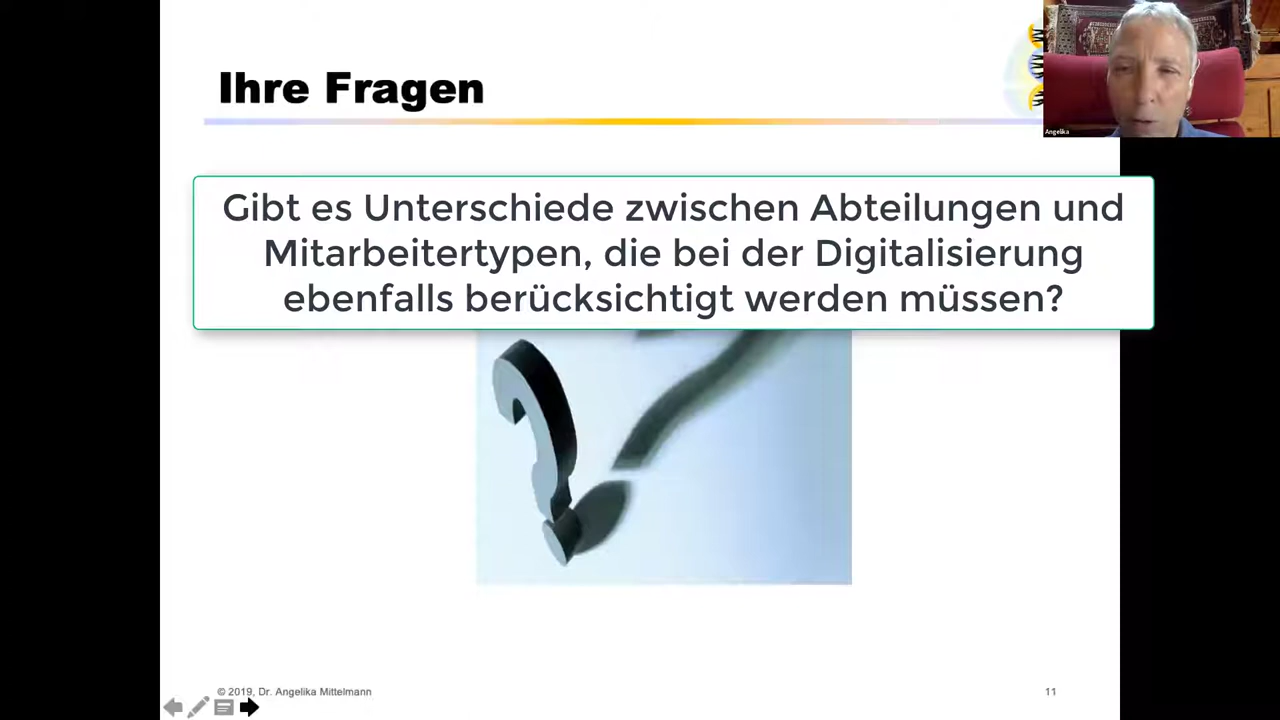 Ihre Fragen
Angelika
Gibt es Unterschiede zwischen Abteilungen und
Mitarbeitertypen, die bei der Digitalisierung
ebenfalls berücksichtigt werden müssen?
© 2019, Dr. Angelika Mittelmann
11